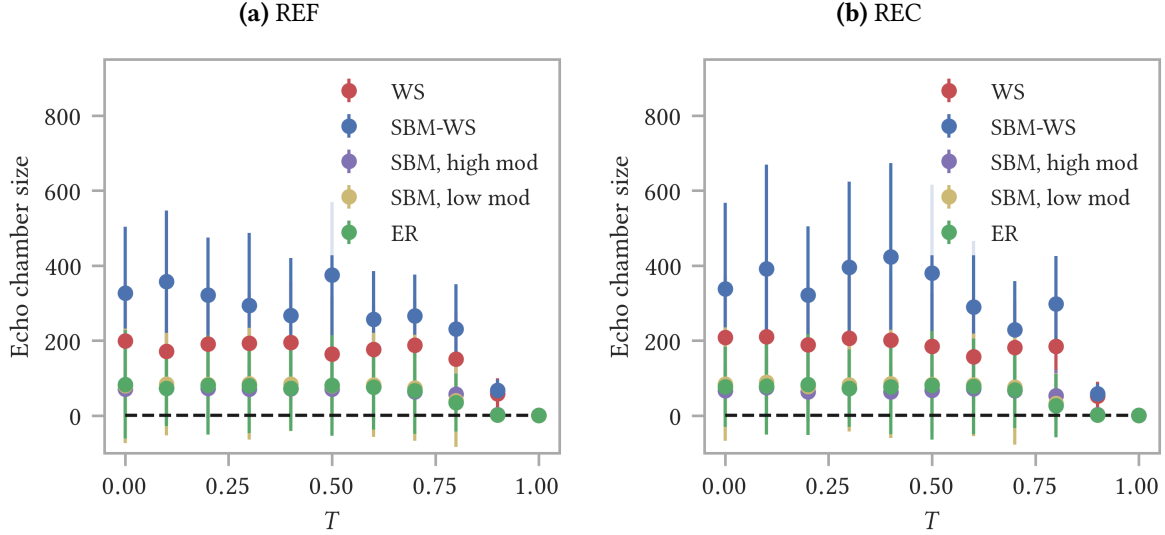 (a) REF
Echo chamber size
800
600
400
200
0
WS
SBM-WS
SBM, high mod
SBM, low mod
ER
0.00 0.25 0.50 0.75 1.00
T
(b) REC
Echo chamber size
800
600
400
200
0
WS
SBM-WS
SBM, high mod
SBM, low mod
ER
0.00 0.25 0.50 0.75 1.00
T